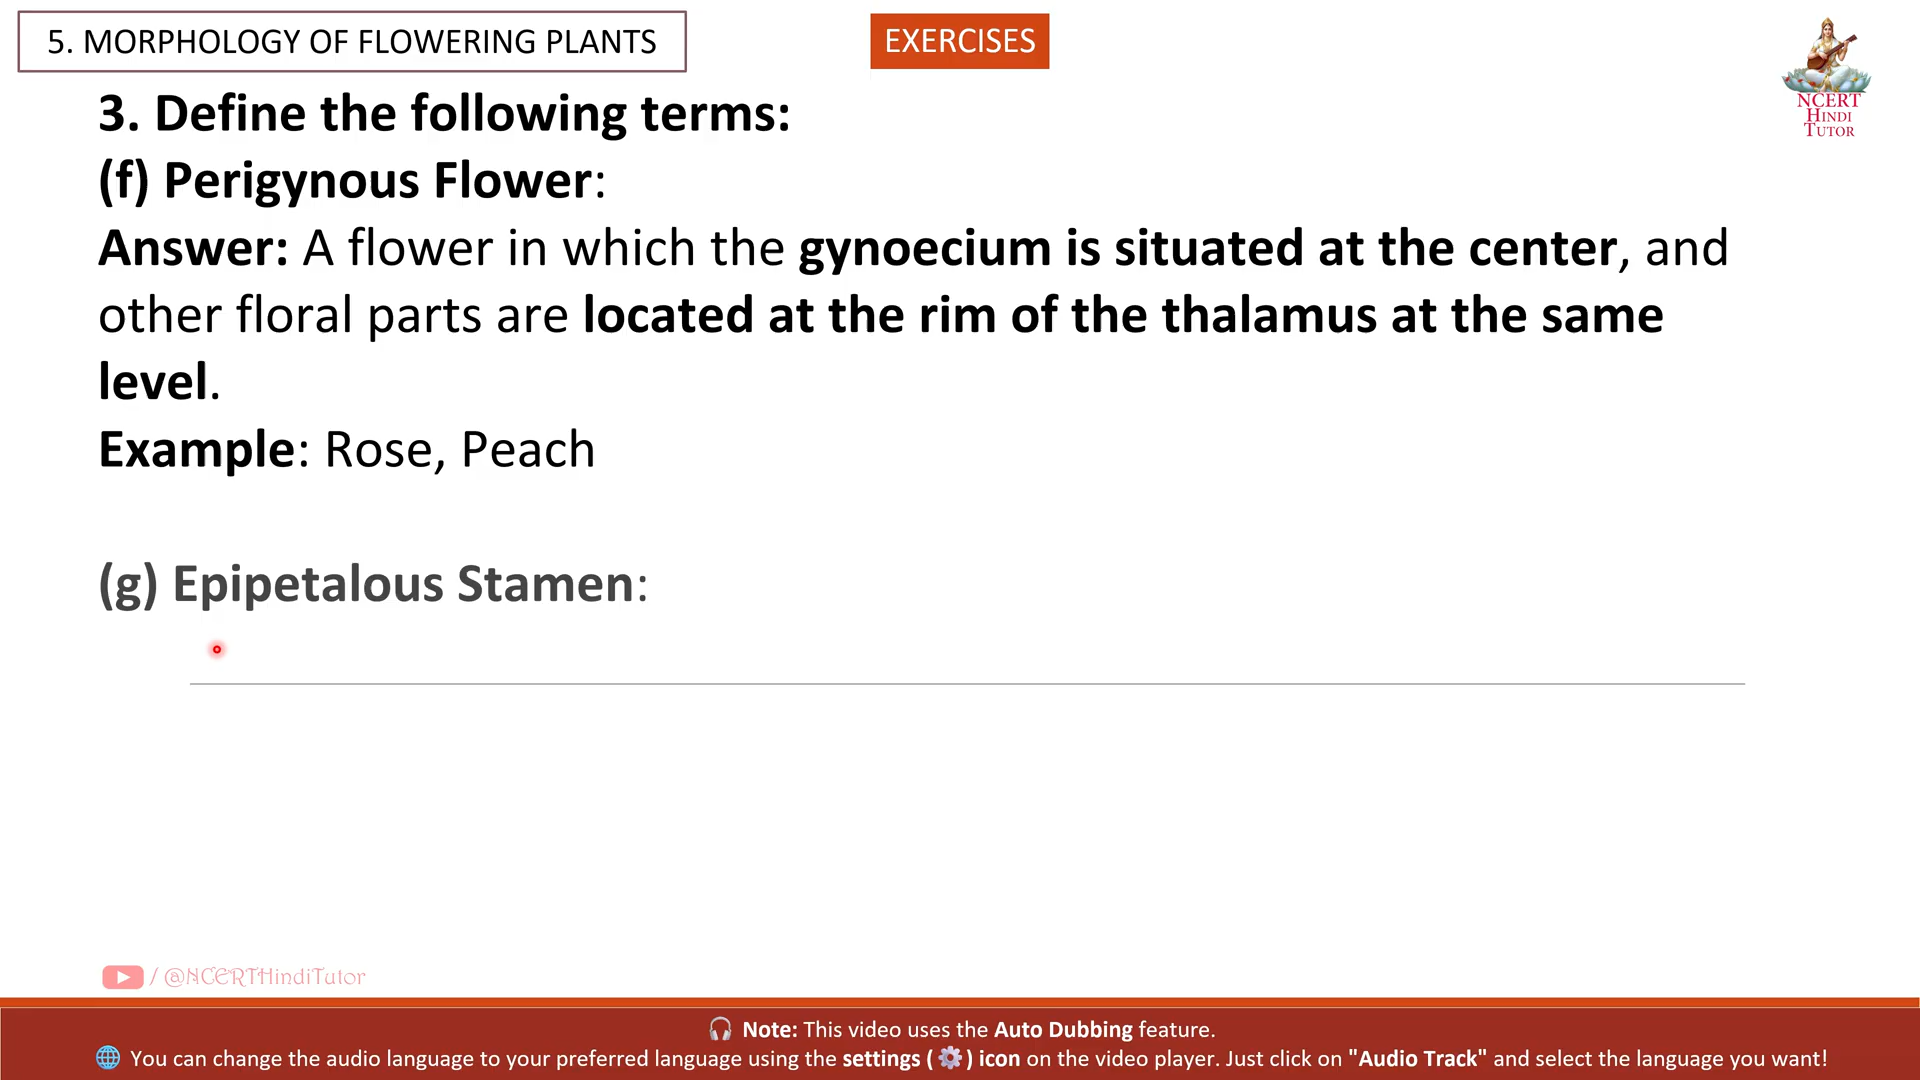 5. MORPHOLOGY OF FLOWERING PLANTS
EXERCISES
NCERT
HINDI
TUTOR
3. Define the following terms:
(f) Perigynous Flower:
Answer: A flower in which the gynoecium is situated at the center, and
other floral parts are located at the rim of the thalamus at the same
level.
Example: Rose, Peach
(g) Epipetalous Stamen:
/ @NCERTHindiTutor
🎧 Note: This video uses the Auto Dubbing feature.
🌐 You can change the audio language to your preferred language using the settings ( ⚙️ ) icon on the video player. Just click on "Audio Track" and select the language you want!